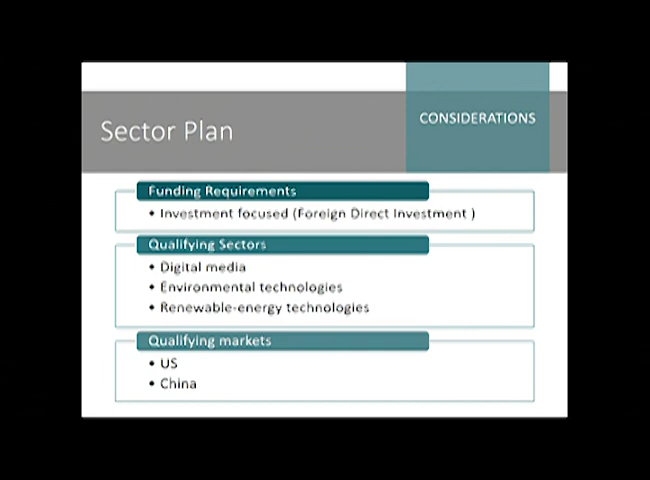 CONSIDERATIONS
Sector Plan
Funding Requirements
• Investment focused (Foreign Direct Investment )
Qualifying Sectors
• Digital media
• Environmental technologies
• Renewable-energy technologies
Qualifying markets
• US
• China